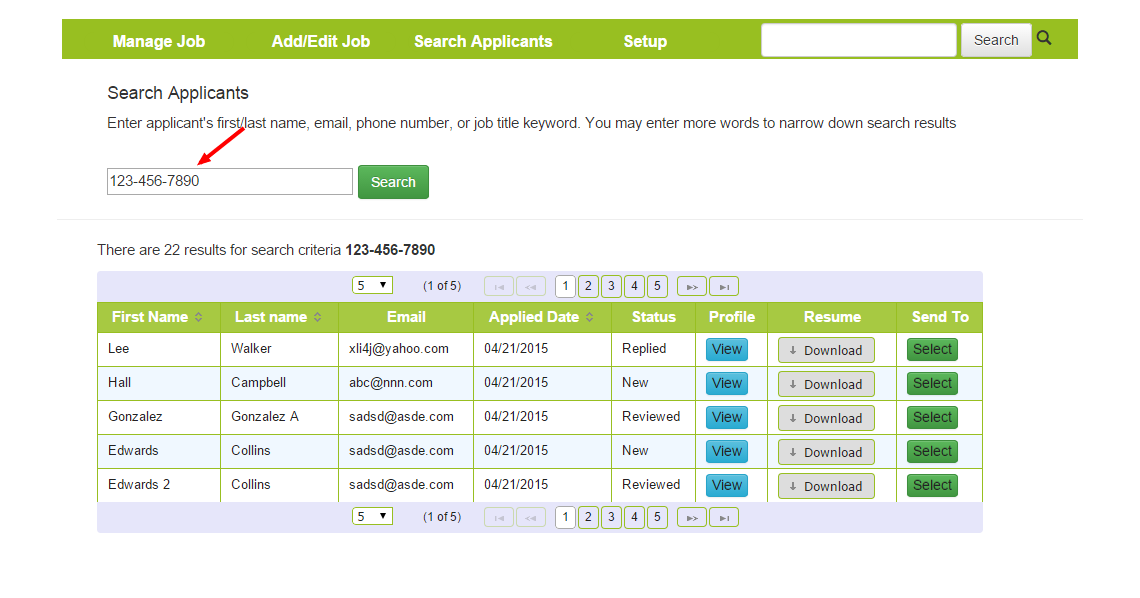 Manage Job Add/Edit Job Search Applicants Setup Search
Search Applicants
Enter applicant's first/last name, email, phone number, or job title keyword. You may enter more words to narrow down search results
123-456-7890 Search
There are 22 results for search criteria 123-456-7890
5 (1 of 5) 1 2 3 4 5
First Name Last name Email Applied Date Status Profile Resume Send To
Lee Walker xli4j@yahoo.com 04/21/2015 Replied View Download Select
Hall Campbell abc@nnn.com 04/21/2015 New View Download Select
Gonzalez Gonzalez A sadsd@asde.com 04/21/2015 Reviewed View Download Select
Edwards Collins sadsd@asde.com 04/21/2015 New View Download Select
Edwards 2 Collins sadsd@asde.com 04/21/2015 Reviewed View Download Select
5 (1 of 5) 1 2 3 4 5